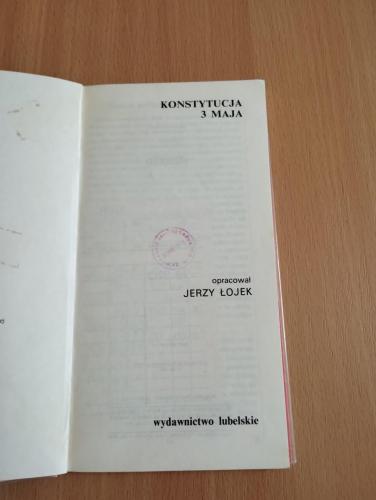 KONSTYTUCJA
3 MAJA
opracował
JERZY ŁOJEK
wydawnictwo lubelskie